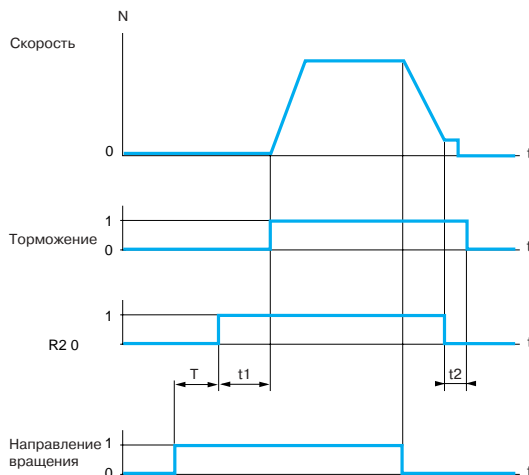 N
Скорость
0
t
1
Торможение
0
t
1
R2 0
t
T
t1
t2
Направление
вращения
1
0
t